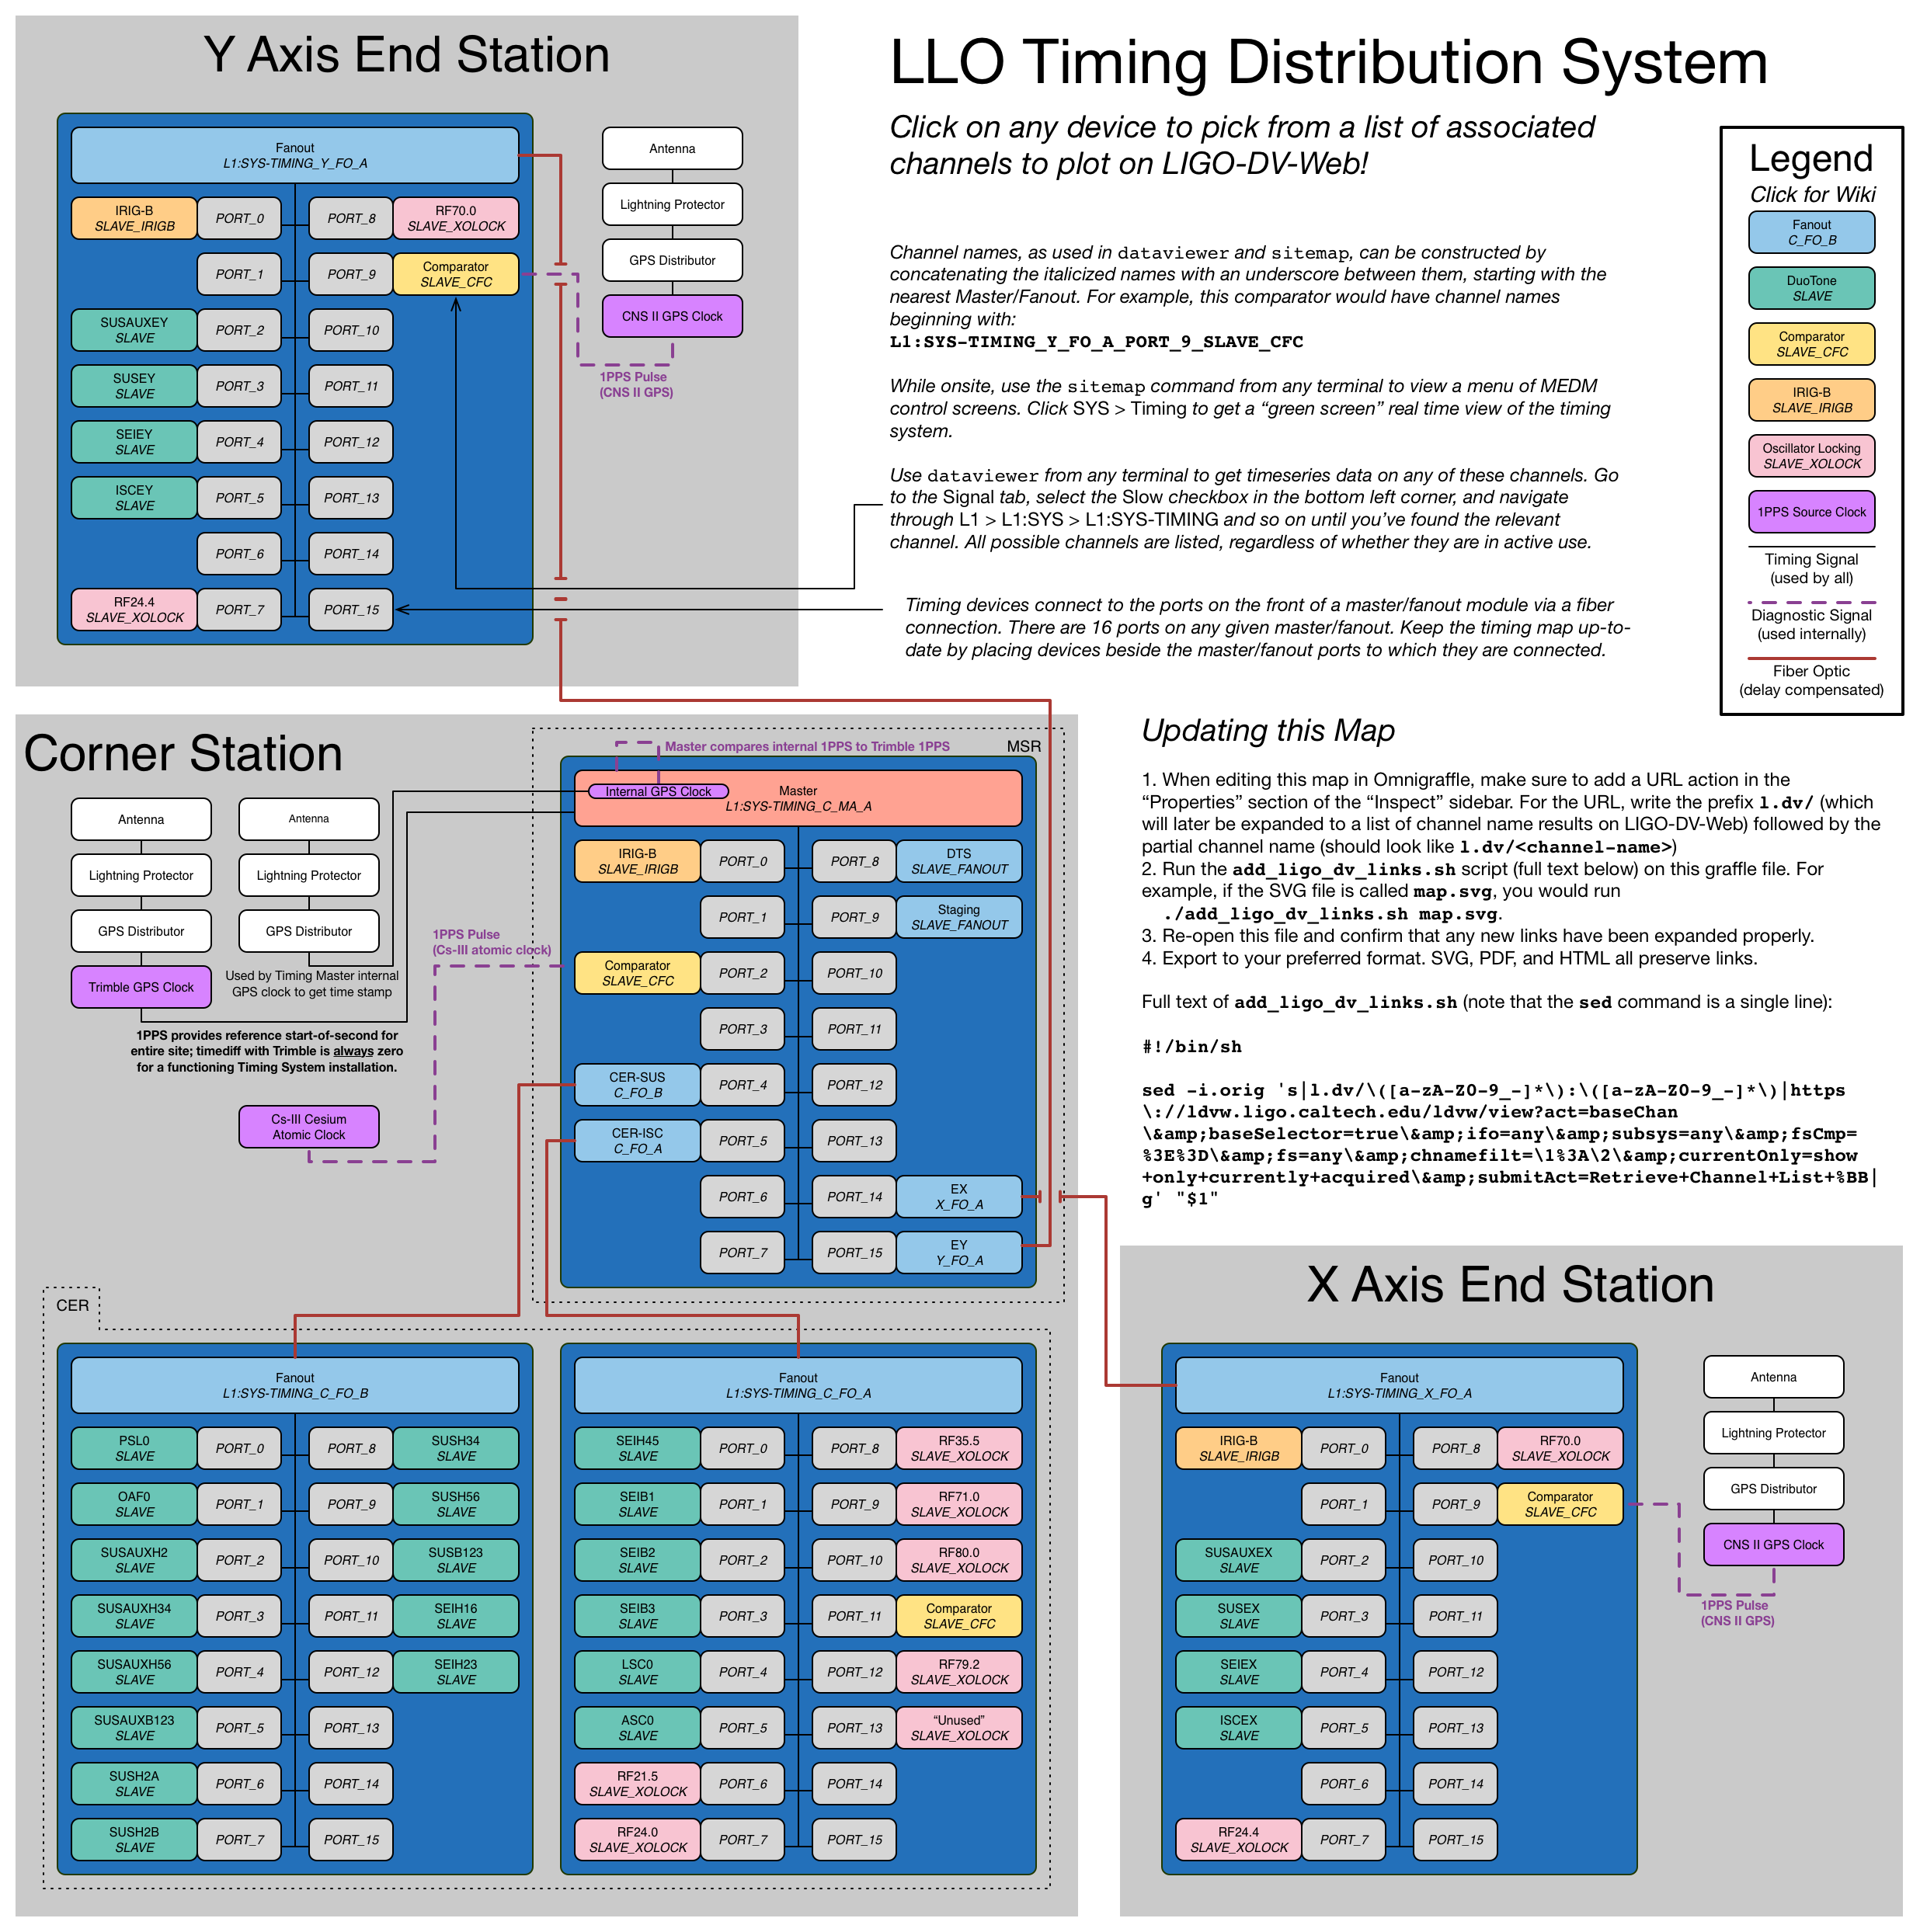 Y Axis End Station
Fanout
L1:SYS-TIMING_Y_FO_A
IRIG-B
SLAVE_IRIGB
PORT_0
PORT_8
RF70.0
SLAVE_XOLOCK
PORT_1
PORT_9
Comparator
SLAVE_CFC
SUSAUXEY
SLAVE
PORT_2
PORT_10
SUSEY
SLAVE
PORT_3
PORT_11
SEIEY
SLAVE
PORT_4
PORT_12
ISCEY
SLAVE
PORT_5
PORT_13
PORT_6
PORT_14
RF24.4
SLAVE_XOLOCK
PORT_7
PORT_15
Antenna
Lightning Protector
GPS Distributor
CNS II GPS Clock
1PPS Pulse
(CNS II GPS)
LLO Timing Distribution System
Click on any device to pick from a list of associated
channels to plot on LIGO-DV-Web!
Channel names, as used in dataviewer and sitemap, can be constructed by
concatenating the italicized names with an underscore between them, starting with the
nearest Master/Fanout. For example, this comparator would have channel names
beginning with:
L1:SYS-TIMING_Y_FO_A_PORT_9_SLAVE_CFC
While onsite, use the sitemap command from any terminal to view a menu of MEDM
control screens. Click SYS > Timing to get a “green screen” real time view of the timing
system.
Use dataviewer from any terminal to get timeseries data on any of these channels. Go
to the Signal tab, select the Slow checkbox in the bottom left corner, and navigate
through L1 > L1:SYS > L1:SYS-TIMING and so on until you’ve found the relevant
channel. All possible channels are listed, regardless of whether they are in active use.
Timing devices connect to the ports on the front of a master/fanout module via a fiber
connection. There are 16 ports on any given master/fanout. Keep the timing map up-to-
date by placing devices beside the master/fanout ports to which they are connected.
Legend
Click for Wiki
Fanout
C_FO_B
DuoTone
SLAVE
Comparator
SLAVE_CFC
IRIG-B
SLAVE_IRIGB
Oscillator Locking
SLAVE_XOLOCK
1PPS Source Clock
Timing Signal
(used by all)
Diagnostic Signal
(used internally)
Fiber Optic
(delay compensated)
Corner Station
Antenna
Lightning Protector
GPS Distributor
Trimble GPS Clock
Antenna
Lightning Protector
GPS Distributor
Used by Timing Master internal
GPS clock to get time stamp
1PPS provides reference start-of-second for
entire site; timediff with Trimble is always zero
for a functioning Timing System installation.
Cs-III Cesium
Atomic Clock
1PPS Pulse
(Cs-III atomic clock)
Master compares internal 1PPS to Trimble 1PPS
MSR
Internal GPS Clock
Master
L1:SYS-TIMING_C_MA_A
IRIG-B
SLAVE_IRIGB
PORT_0
PORT_8
DTS
SLAVE_FANOUT
PORT_1
PORT_9
Staging
SLAVE_FANOUT
Comparator
SLAVE_CFC
PORT_2
PORT_10
PORT_3
PORT_11
CER-SUS
C_FO_B
PORT_4
PORT_12
CER-ISC
C_FO_A
PORT_5
PORT_13
PORT_6
PORT_14
EX
X_FO_A
PORT_7
PORT_15
EY
Y_FO_A
Updating this Map
1. When editing this map in Omnigraffle, make sure to add a URL action in the
“Properties” section of the “Inspect” sidebar. For the URL, write the prefix l.dv/ (which
will later be expanded to a list of channel name results on LIGO-DV-Web) followed by the
partial channel name (should look like l.dv/<channel-name>)
2. Run the add_ligo_dv_links.sh script (full text below) on this graffle file. For
example, if the SVG file is called map.svg, you would run
./add_ligo_dv_links.sh map.svg.
3. Re-open this file and confirm that any new links have been expanded properly.
4. Export to your preferred format. SVG, PDF, and HTML all preserve links.
Full text of add_ligo_dv_links.sh (note that the sed command is a single line):
#!/bin/sh
sed -i.orig 's|l.dv/\([a-zA-Z0-9_-]*\):\([a-zA-Z0-9_-]*\)|https
\://ldvw.ligo.caltech.edu/ldvw/view?act=baseChan
\&amp;baseSelector=true\&amp;ifo=any\&amp;subsys=any\&amp;fsCmp=
%3E%3D\&amp;fs=any\&amp;chnamefilt=\1%3A\2\&amp;currentOnly=show
+only+currently+acquired\&amp;submitAct=Retrieve+Channel+List+%BB|
g' "$1"
CER
Fanout
L1:SYS-TIMING_C_FO_B
PSL0
SLAVE
PORT_0
PORT_8
SUSH34
SLAVE
OAF0
SLAVE
PORT_1
PORT_9
SUSH56
SLAVE
SUSAUXH2
SLAVE
PORT_2
PORT_10
SUSB123
SLAVE
SUSAUXH34
SLAVE
PORT_3
PORT_11
SEIH16
SLAVE
SUSAUXH56
SLAVE
PORT_4
PORT_12
SEIH23
SLAVE
SUSAUXB123
SLAVE
PORT_5
PORT_13
SUSH2A
SLAVE
PORT_6
PORT_14
SUSH2B
SLAVE
PORT_7
PORT_15
Fanout
L1:SYS-TIMING_C_FO_A
SEIH45
SLAVE
PORT_0
PORT_8
RF35.5
SLAVE_XOLOCK
SEIB1
SLAVE
PORT_1
PORT_9
RF71.0
SLAVE_XOLOCK
SEIB2
SLAVE
PORT_2
PORT_10
RF80.0
SLAVE_XOLOCK
SEIB3
SLAVE
PORT_3
PORT_11
Comparator
SLAVE_CFC
LSC0
SLAVE
PORT_4
PORT_12
RF79.2
SLAVE_XOLOCK
ASC0
SLAVE
PORT_5
PORT_13
“Unused”
SLAVE_XOLOCK
RF21.5
SLAVE_XOLOCK
PORT_6
PORT_14
RF24.0
SLAVE_XOLOCK
PORT_7
PORT_15
X Axis End Station
Fanout
L1:SYS-TIMING_X_FO_A
IRIG-B
SLAVE_IRIGB
PORT_0
PORT_8
RF70.0
SLAVE_XOLOCK
PORT_1
PORT_9
Comparator
SLAVE_CFC
SUSAUXEX
SLAVE
PORT_2
PORT_10
SUSEX
SLAVE
PORT_3
PORT_11
SEIEX
SLAVE
PORT_4
PORT_12
ISCEX
SLAVE
PORT_5
PORT_13
PORT_6
PORT_14
RF24.4
SLAVE_XOLOCK
PORT_7
PORT_15
Antenna
Lightning Protector
GPS Distributor
CNS II GPS Clock
1PPS Pulse
(CNS II GPS)